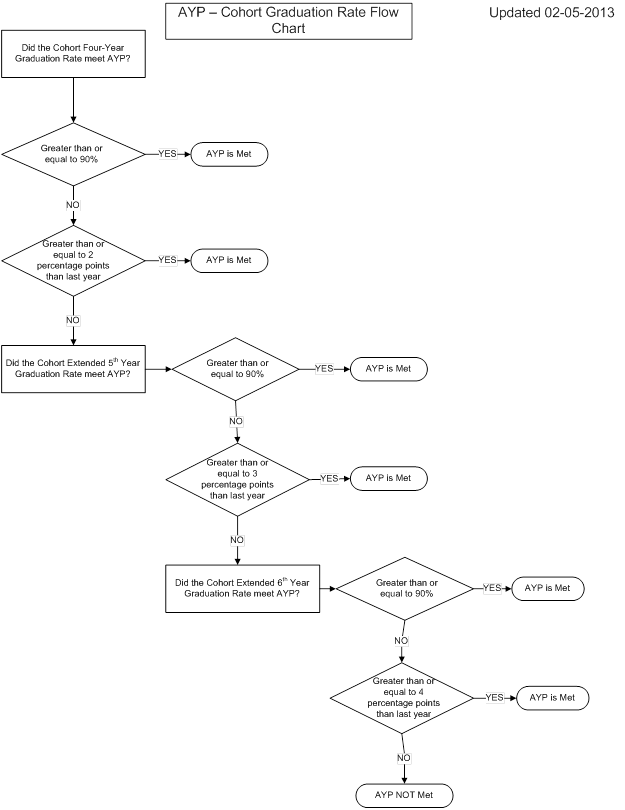 AYP – Cohort Graduation Rate Flow
Chart
Updated 02-05-2013
Did the Cohort Four-Year
Graduation Rate meet AYP?
Greater than or
equal to 90%
YES
AYP is Met
NO
Greater than or
equal to 2
percentage points
than last year
YES
AYP is Met
NO
Did the Cohort Extended 5th Year
Graduation Rate meet AYP?
Greater than or
equal to 90%
YES
AYP is Met
NO
Greater than or
equal to 3
percentage points
than last year
YES
AYP is Met
NO
Did the Cohort Extended 6th Year
Graduation Rate meet AYP?
Greater than or
equal to 90%
YES
AYP is Met
NO
Greater than or
equal to 4
percentage points
than last year
YES
AYP is Met
NO
AYP NOT Met